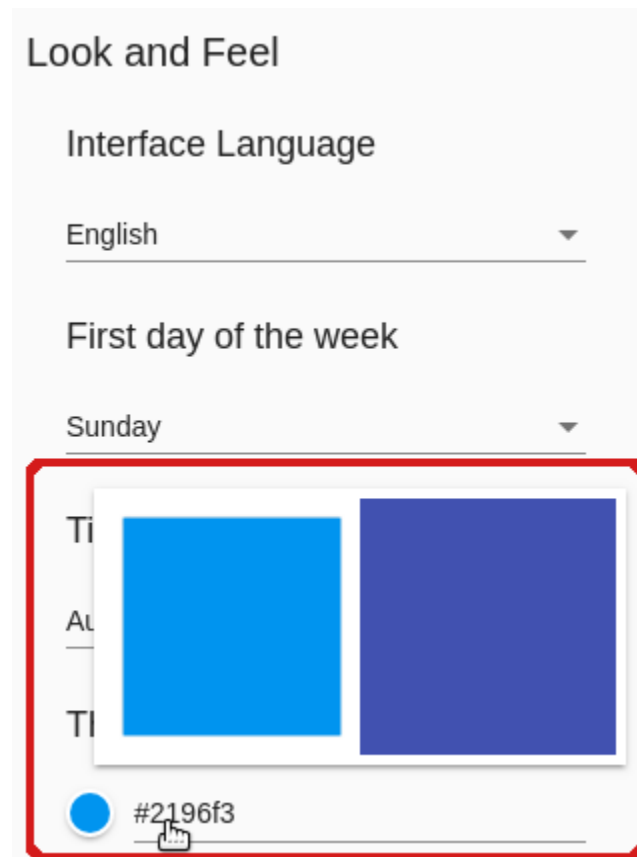 Look and Feel
Interface Language
English
First day of the week
Sunday
Ti
Au
Th
#2196f3